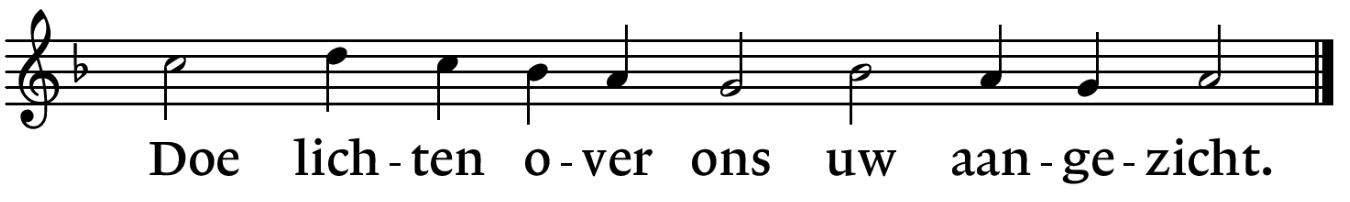 Doe lich - ten o - ver ons uw aan - ge - zicht.